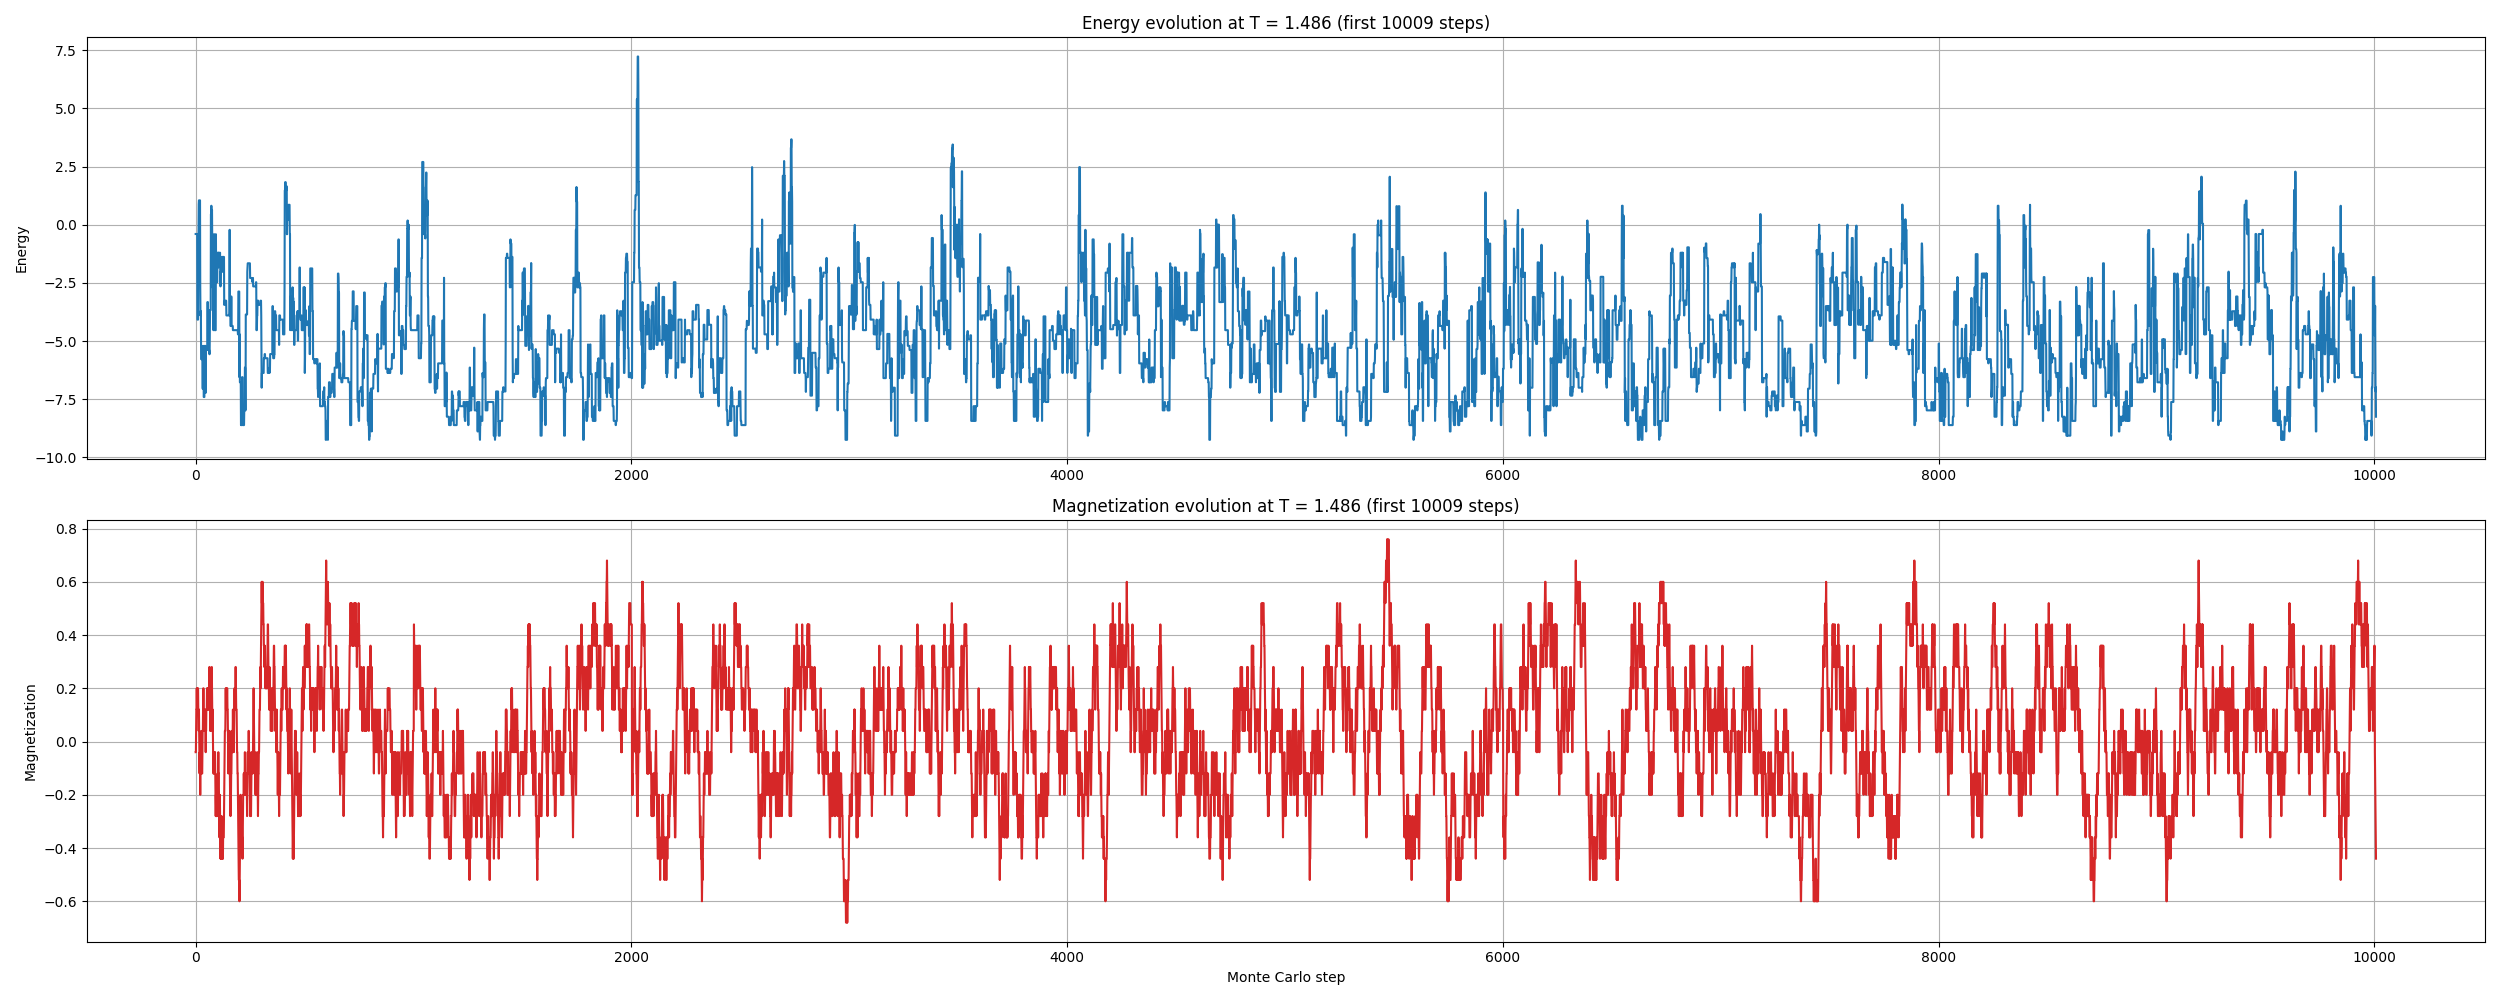 Energy evolution at T = 1.486 (first 10009 steps)
7.5
5.0
2.5
0.0
−2.5
−5.0
−7.5
−10.0
Energy
0 2000 4000 6000 8000 10000
Magnetization evolution at T = 1.486 (first 10009 steps)
0.8
0.6
0.4
0.2
0.0
−0.2
−0.4
−0.6
Magnetization
0 2000 4000 6000 8000 10000
Monte Carlo step